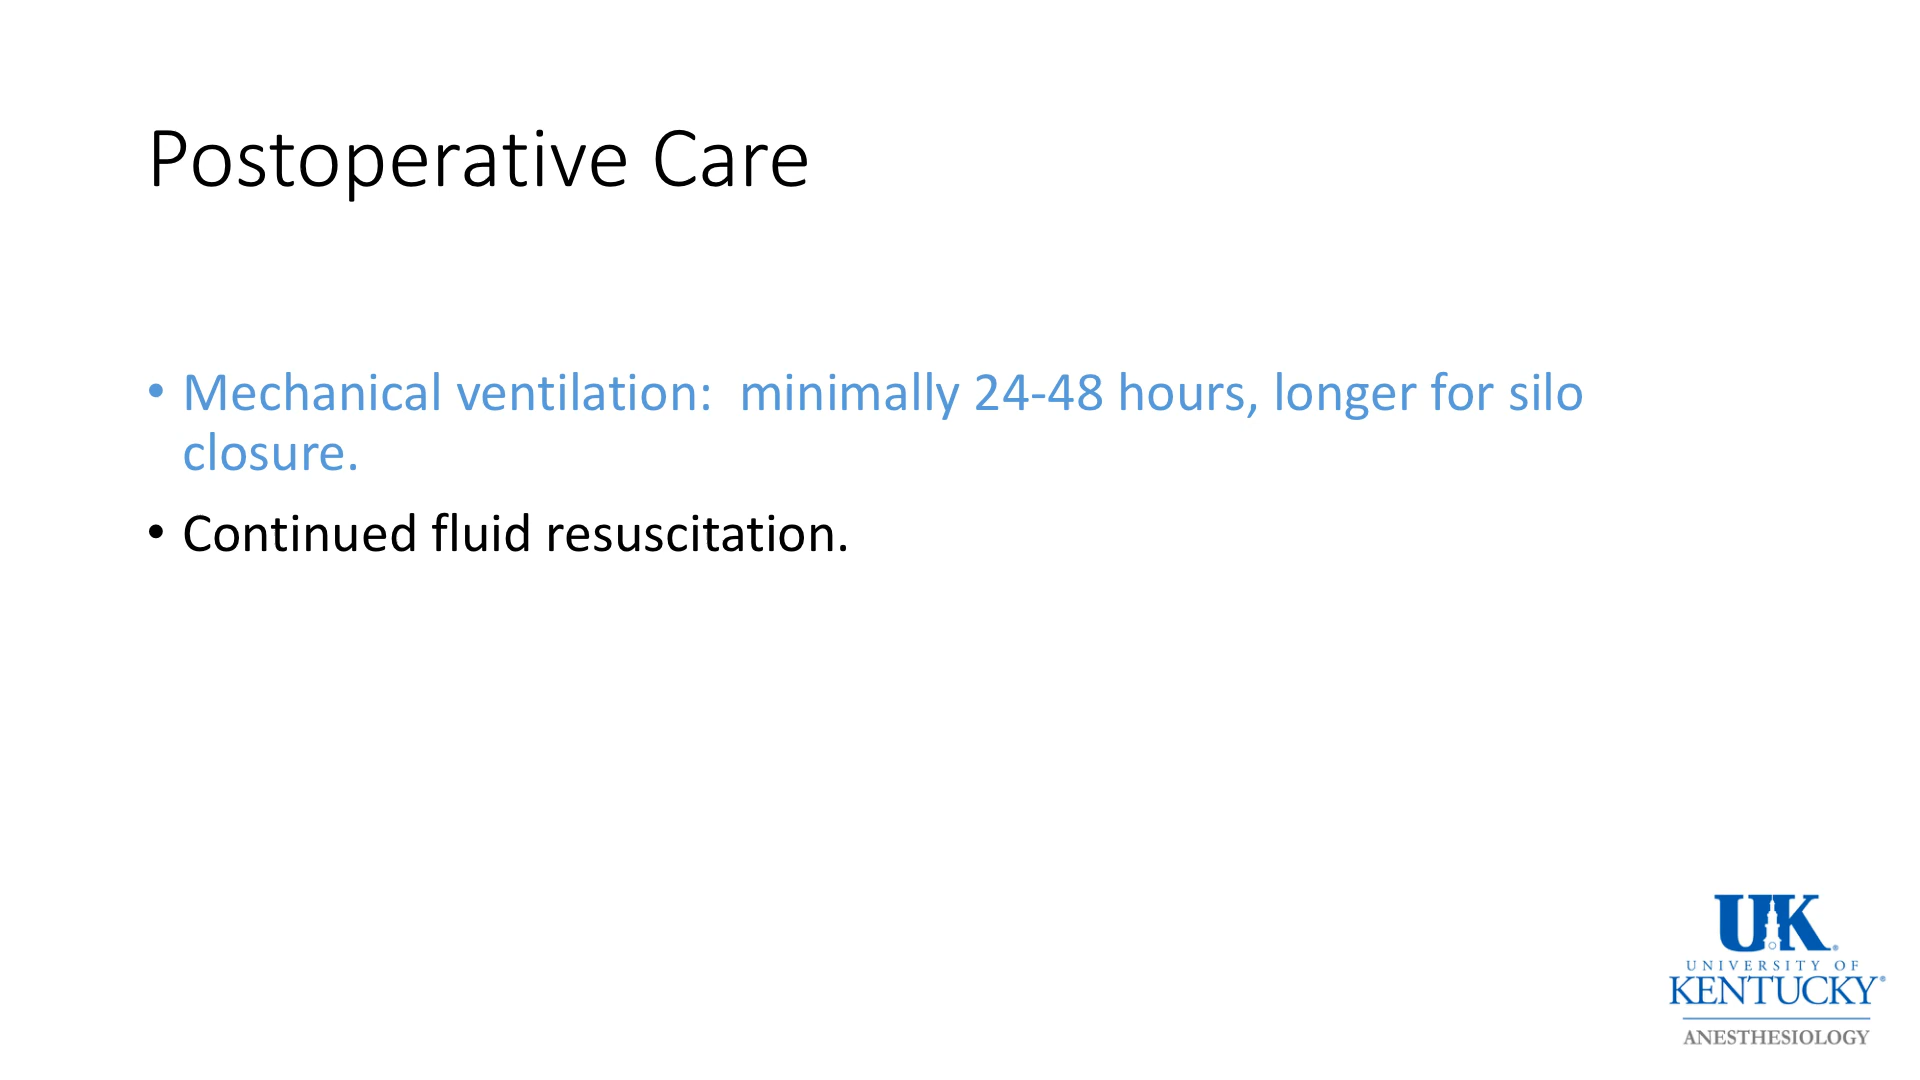 Postoperative Care
• Mechanical ventilation:  minimally 24-48 hours, longer for silo
closure.
• Continued fluid resuscitation.
UK®
UNIVERSITY OF
KENTUCKY®
ANESTHESIOLOGY